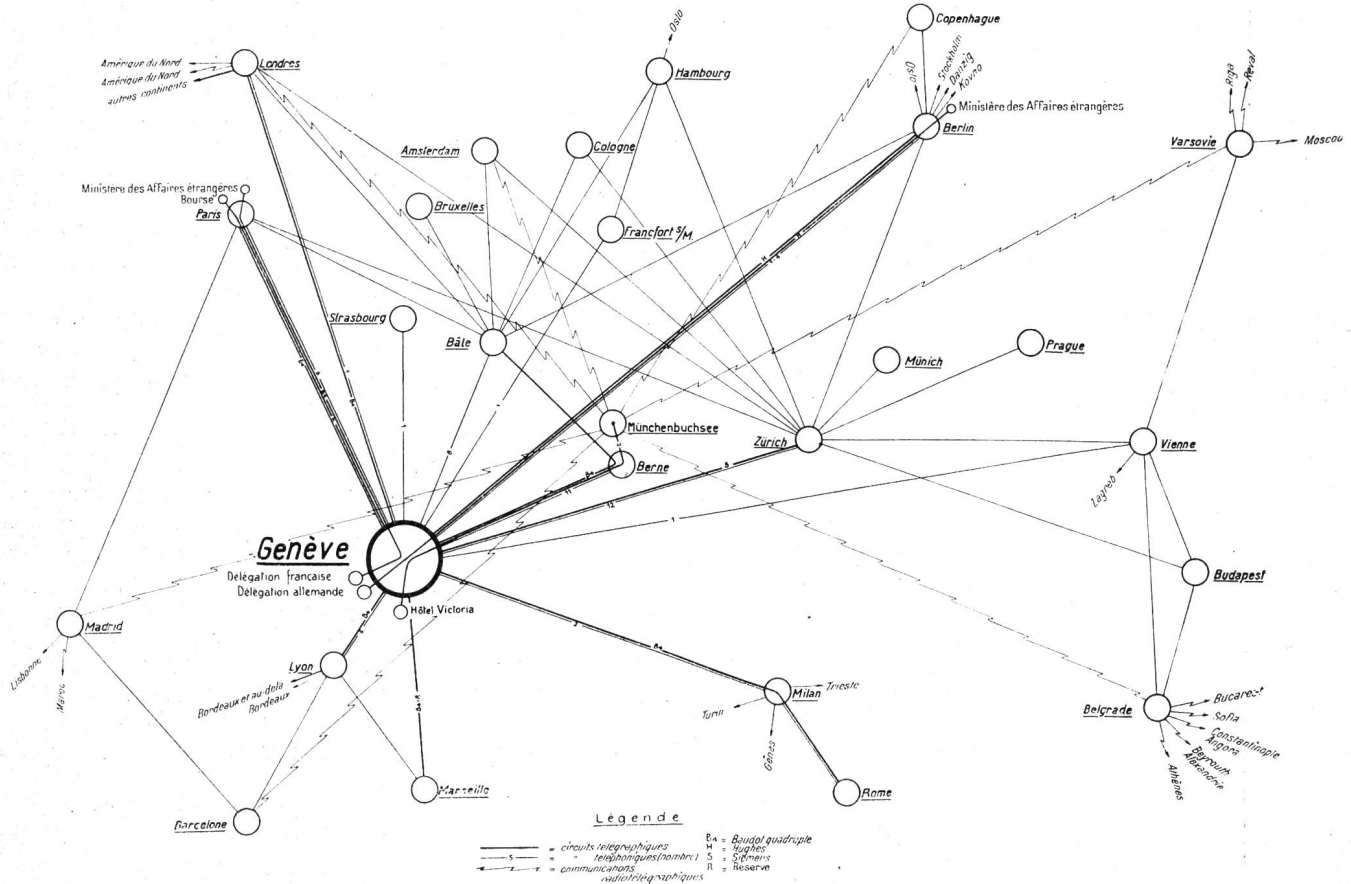 Copenhague
Oslo
Londres
Amérique du Nord
Amérique du Nord
autres continents
Hambourg
Oslo
Stockholm
Danzig
Kovno
Ministère des Affaires étrangères
Berlin
Riga
Reval
Varsovie
Moscou
Amsterdam
Cologne
Ministère des Affaires étrangères
Bourse
Paris
Bruxelles
Francfort s/M.
Strasbourg
Bâle
Münich
Prague
Münchenbuchsee
Zürich
Vienne
Berne
Zagreb
Genève
Délégation française
Délégation allemande
Hôtel Victoria
Budapest
Madrid
Lisbonne
Maroc
Lyon
Bordeaux et au-delà
Bordeaux
Milan
Trieste
Turin
Gênes
Belgrade
Bucarest
Sofia
Constantinople
Angora
Beyrouth
Alexandrie
Athènes
Marseille
Rome
Barcelone
Légende
= circuits télégraphiques
5 = " téléphoniques (nombre)
= communications
radiotélégraphiques
B4 = Baudot quadruple
H = Hughes
S = Siemens
R = Réserve